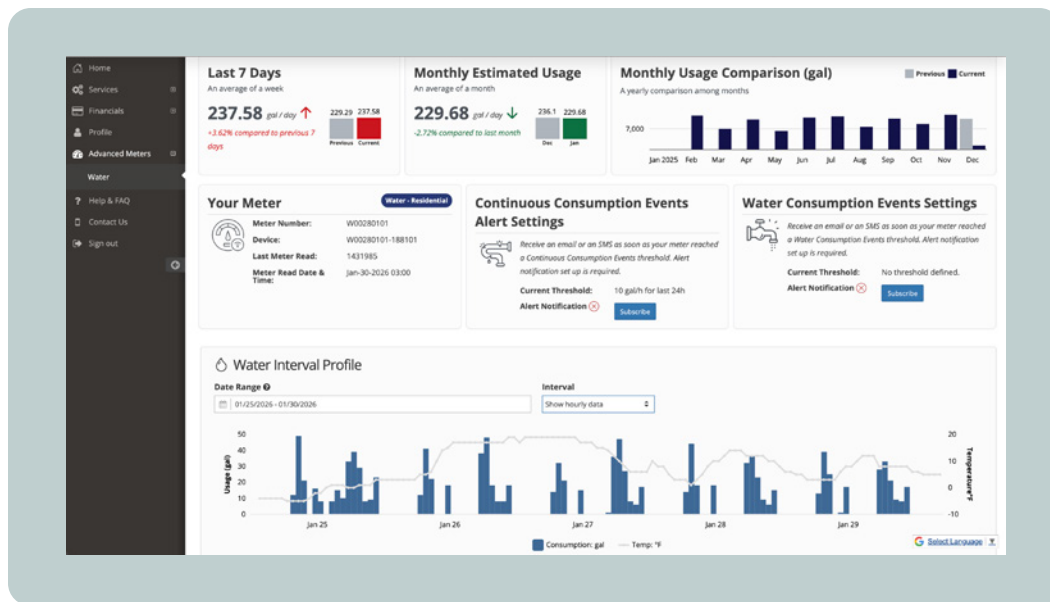 Home
Services
Financials
Profile
Advanced Meters
Water
Help & FAQ
Contact Us
Sign out
Last 7 Days
An average of a week
237.58 gal / day
+3.62% compared to previous 7
days
229.29 237.58
Previous Current
Monthly Estimated Usage
An average of a month
229.68 gal / day
-2.72% compared to last month
236.1 229.68
Dec Jan
Monthly Usage Comparison (gal)
Previous Current
A yearly comparison among months
7,000
Jan 2025 Feb Mar Apr May Jun Jul Aug Sep Oct Nov Dec
Your Meter
Water - Residential
Meter Number: W00280101
Device: W00280101-188101
Last Meter Read: 1431985
Meter Read Date & Jan-30-2026 03:00
Time:
Continuous Consumption Events
Alert Settings
Receive an email or an SMS as soon as your meter reached
a Continuous Consumption Events threshold. Alert
notification set up is required.
Current Threshold: 10 gal/h for last 24h
Alert Notification
Subscribe
Water Consumption Events Settings
Receive an email or an SMS as soon as your meter reached
a Water Consumption Events threshold. Alert notification
set up is required.
Current Threshold: No threshold defined.
Alert Notification
Subscribe
Water Interval Profile
Date Range
Interval
01/25/2026 - 01/30/2026
Show hourly data
Usage (gal)
50
40
30
20
10
0
Temperature°F
20
10
0
-10
Jan 25 Jan 26 Jan 27 Jan 28 Jan 29
Consumption: gal Temp: °F
G Select Language